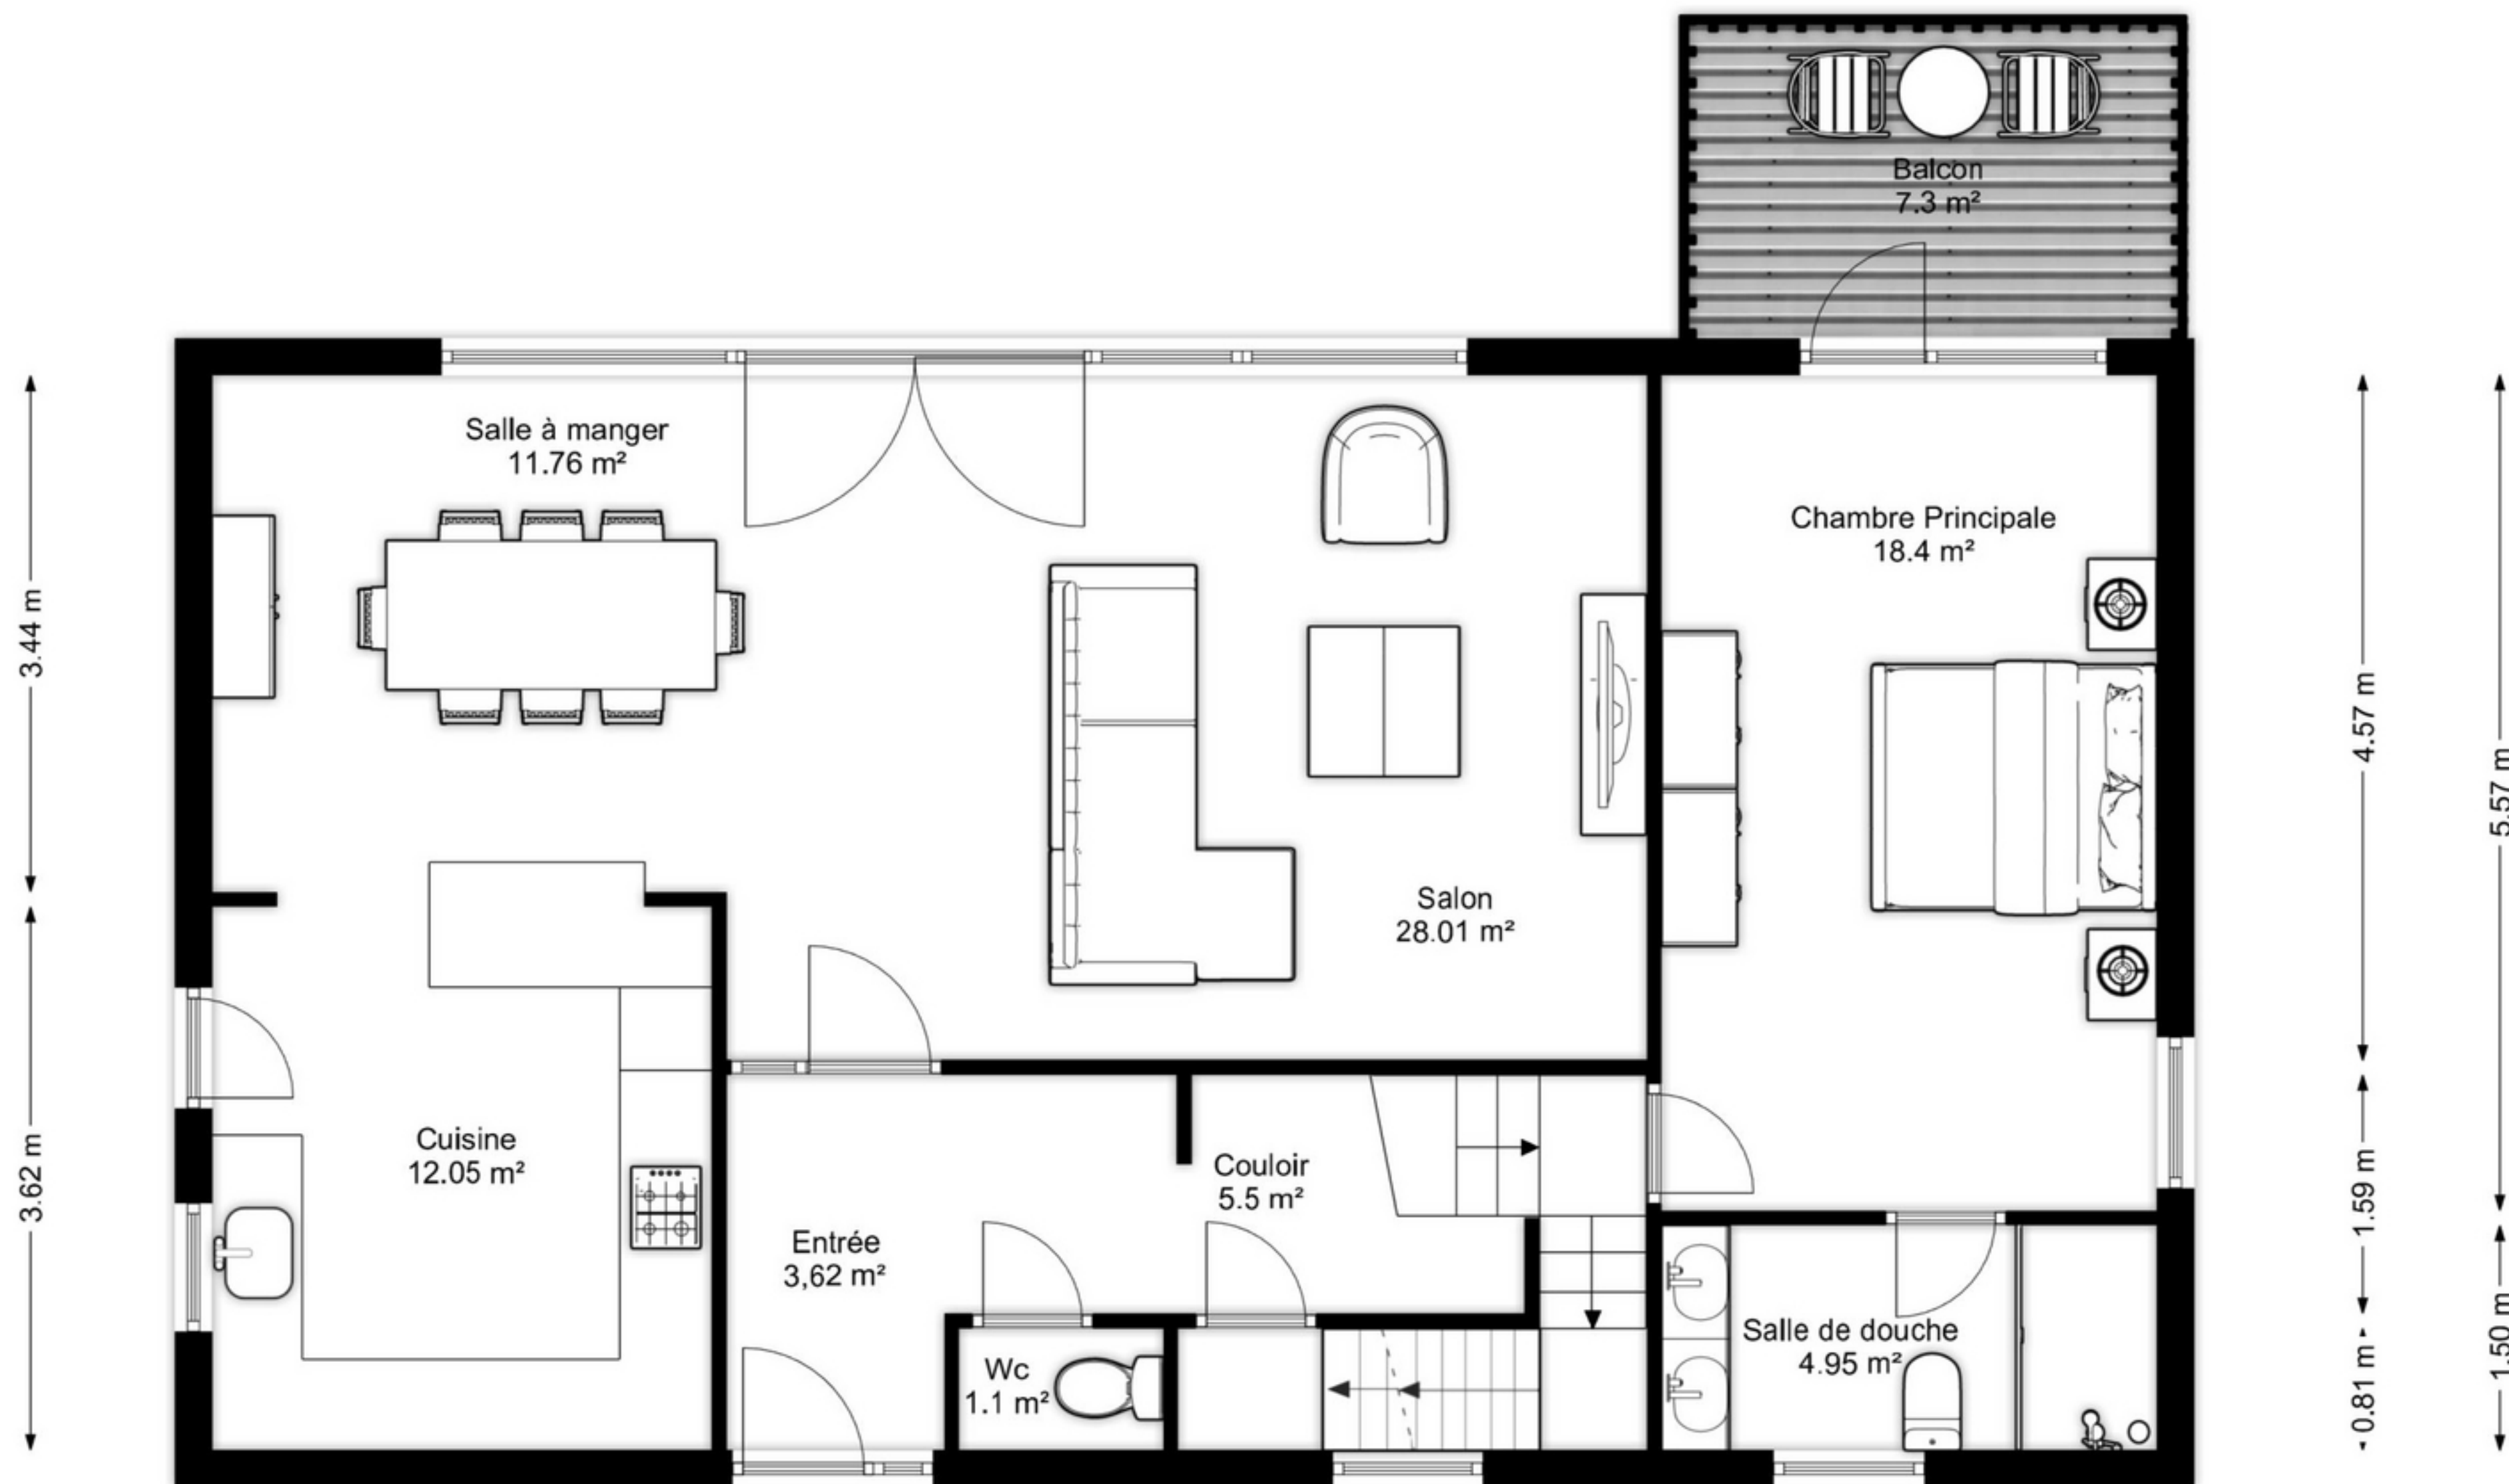 Balcon
7.3 m²
Salle à manger
11.76 m²
Chambre Principale
18.4 m²
3.44 m
4.57 m
5.57 m
Salon
28.01 m²
Cuisine
12.05 m²
Couloir
5.5 m²
3.62 m
1.59 m
Entrée
3,62 m²
Salle de douche
4.95 m²
Wc
1.1 m²
0.81 m
1.50 m